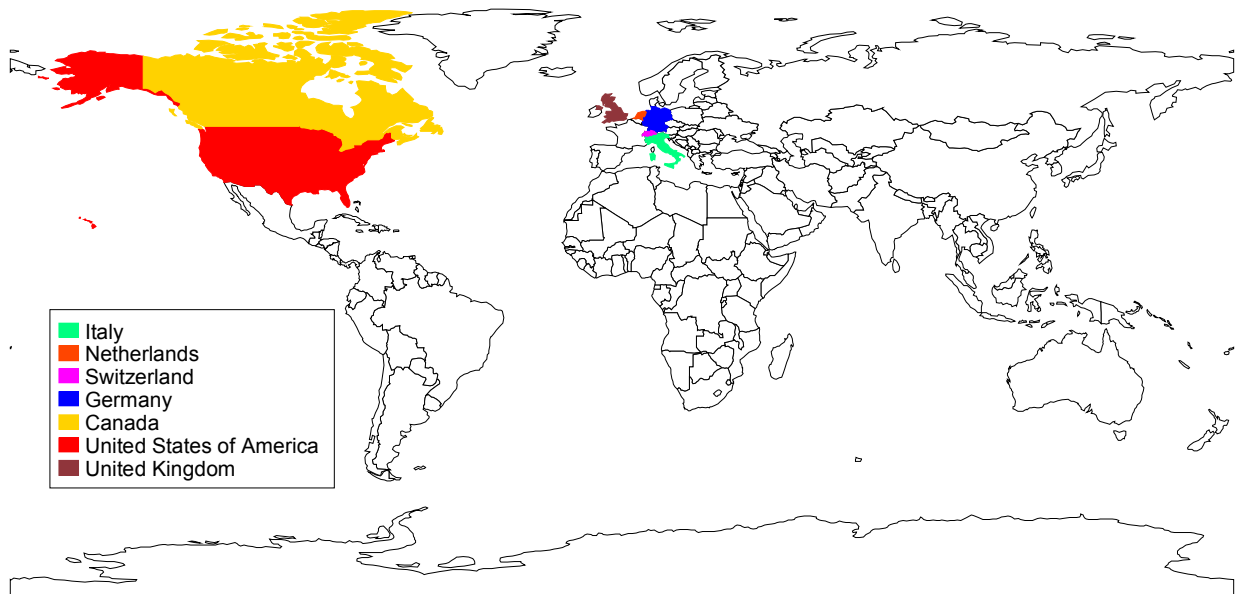 Italy
Netherlands
Switzerland
Germany
Canada
United States of America
United Kingdom